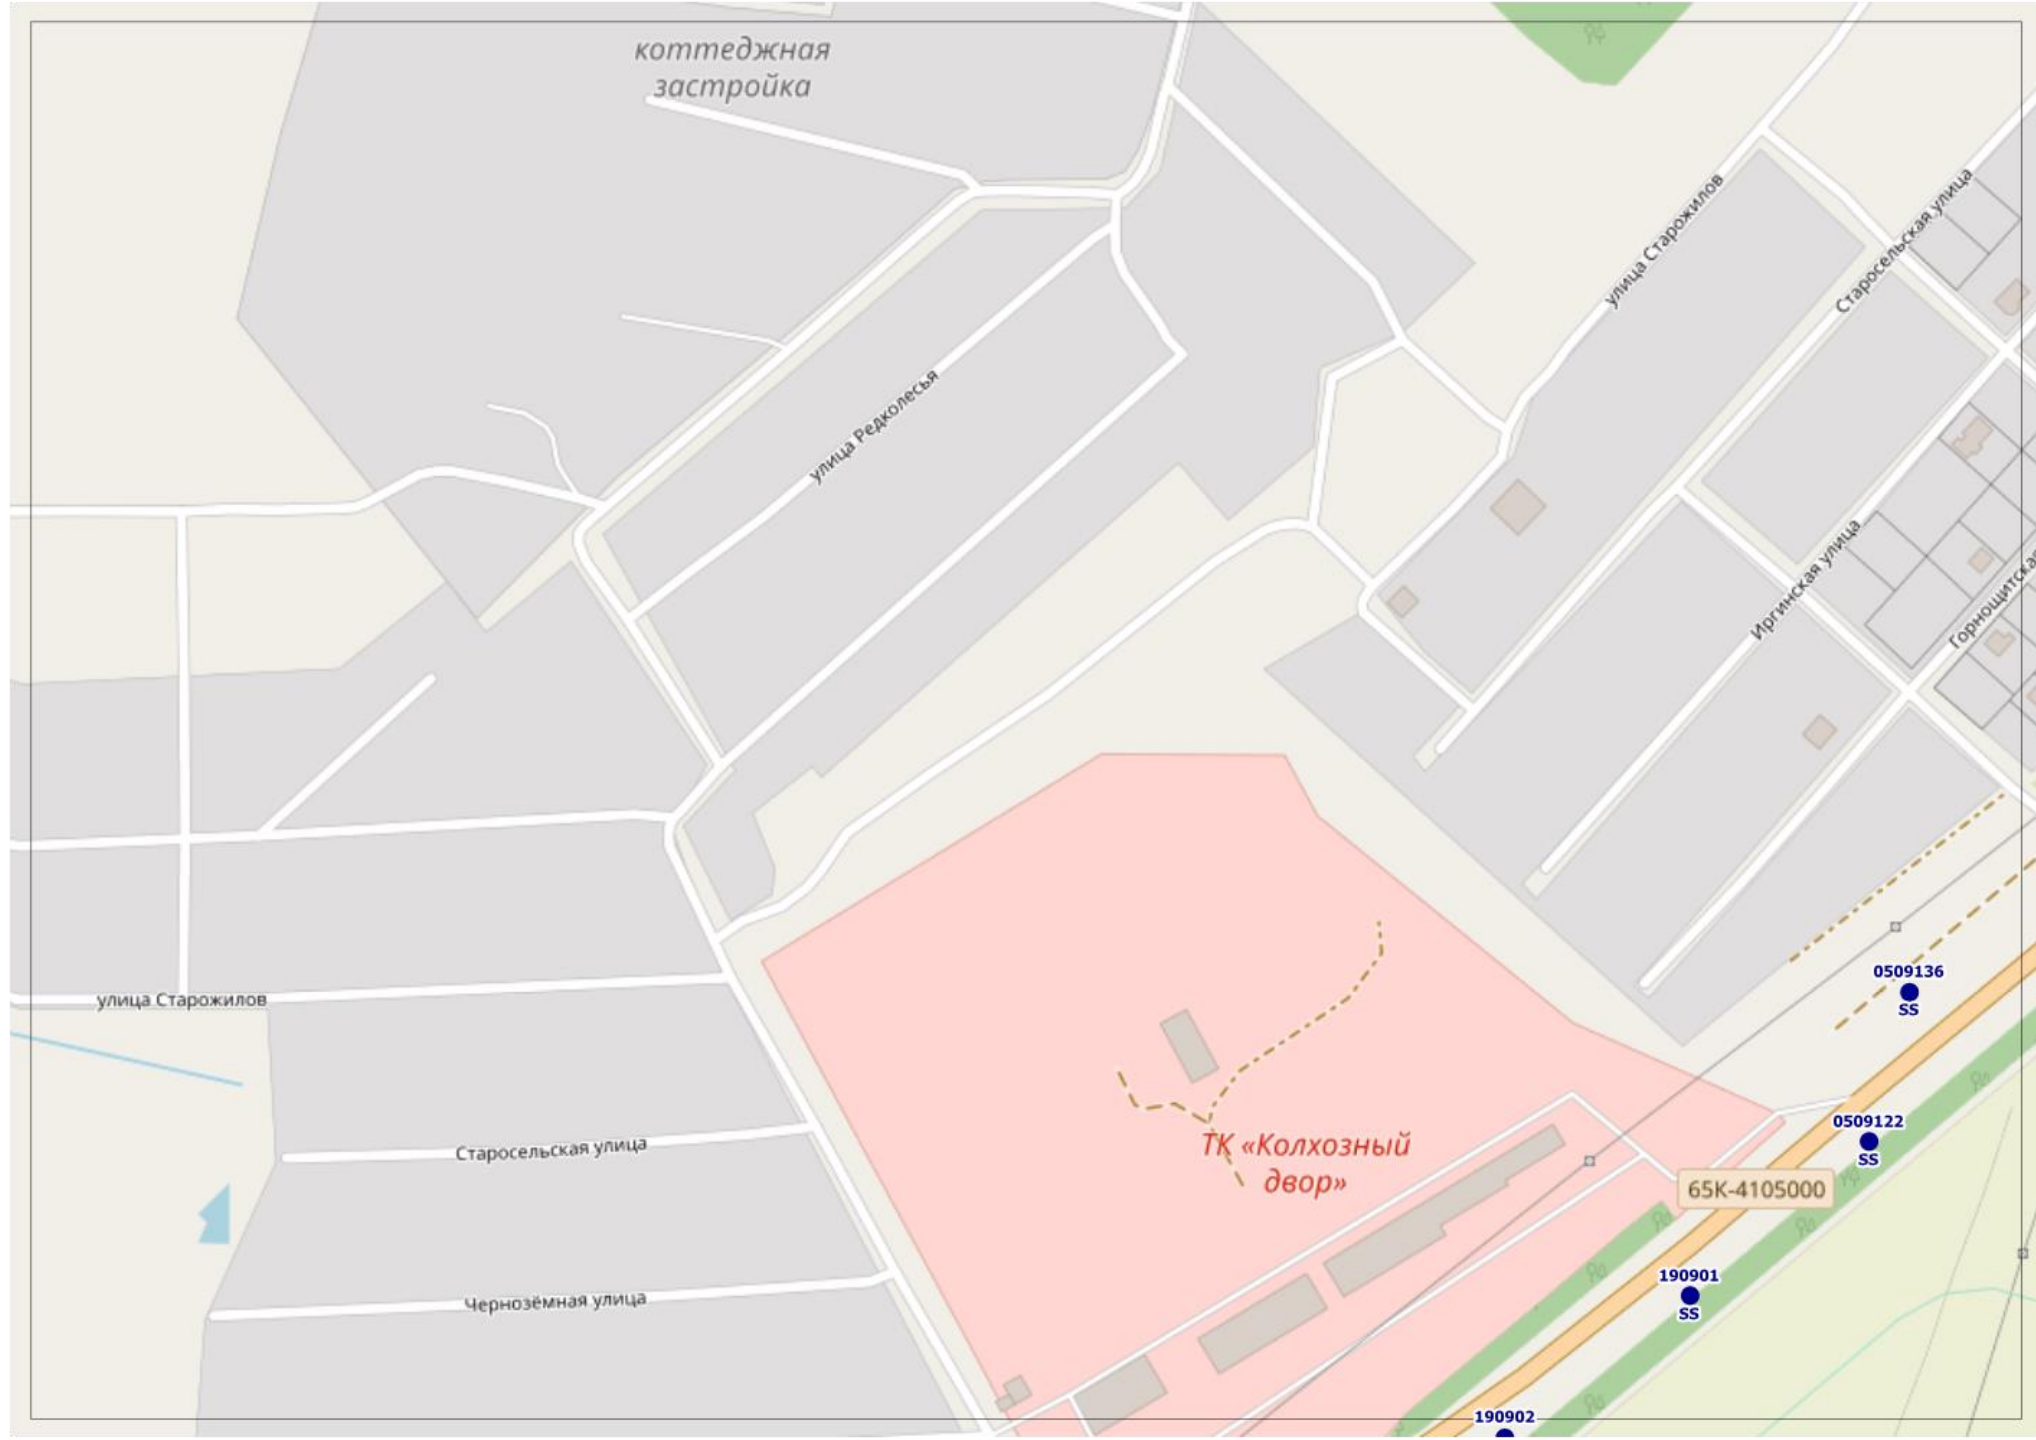 коттеджная
застройка
улица Старожилов
Старосельская улица
улица Редколесья
Иргинская улица
Горнощитская
0509136
SS
улица Старожилов
0509122
SS
Старосельская улица
ТК «Колхозный
двор»
65К-4105000
190901
SS
Чернозёмная улица
190902